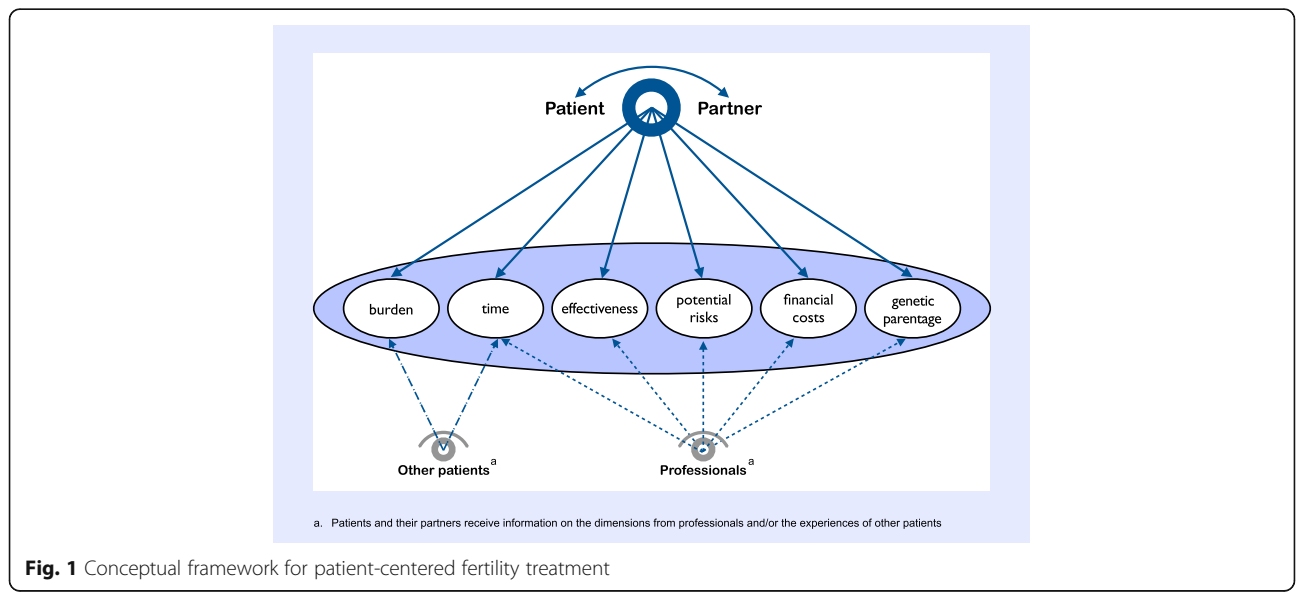 Patient Partner
burden
time
effectiveness
potential
risks
financial
costs
genetic
parentage
Other patients a
Professionals a
a. Patients and their partners receive information on the dimensions from professionals and/or the experiences of other patients
Fig. 1 Conceptual framework for patient-centered fertility treatment